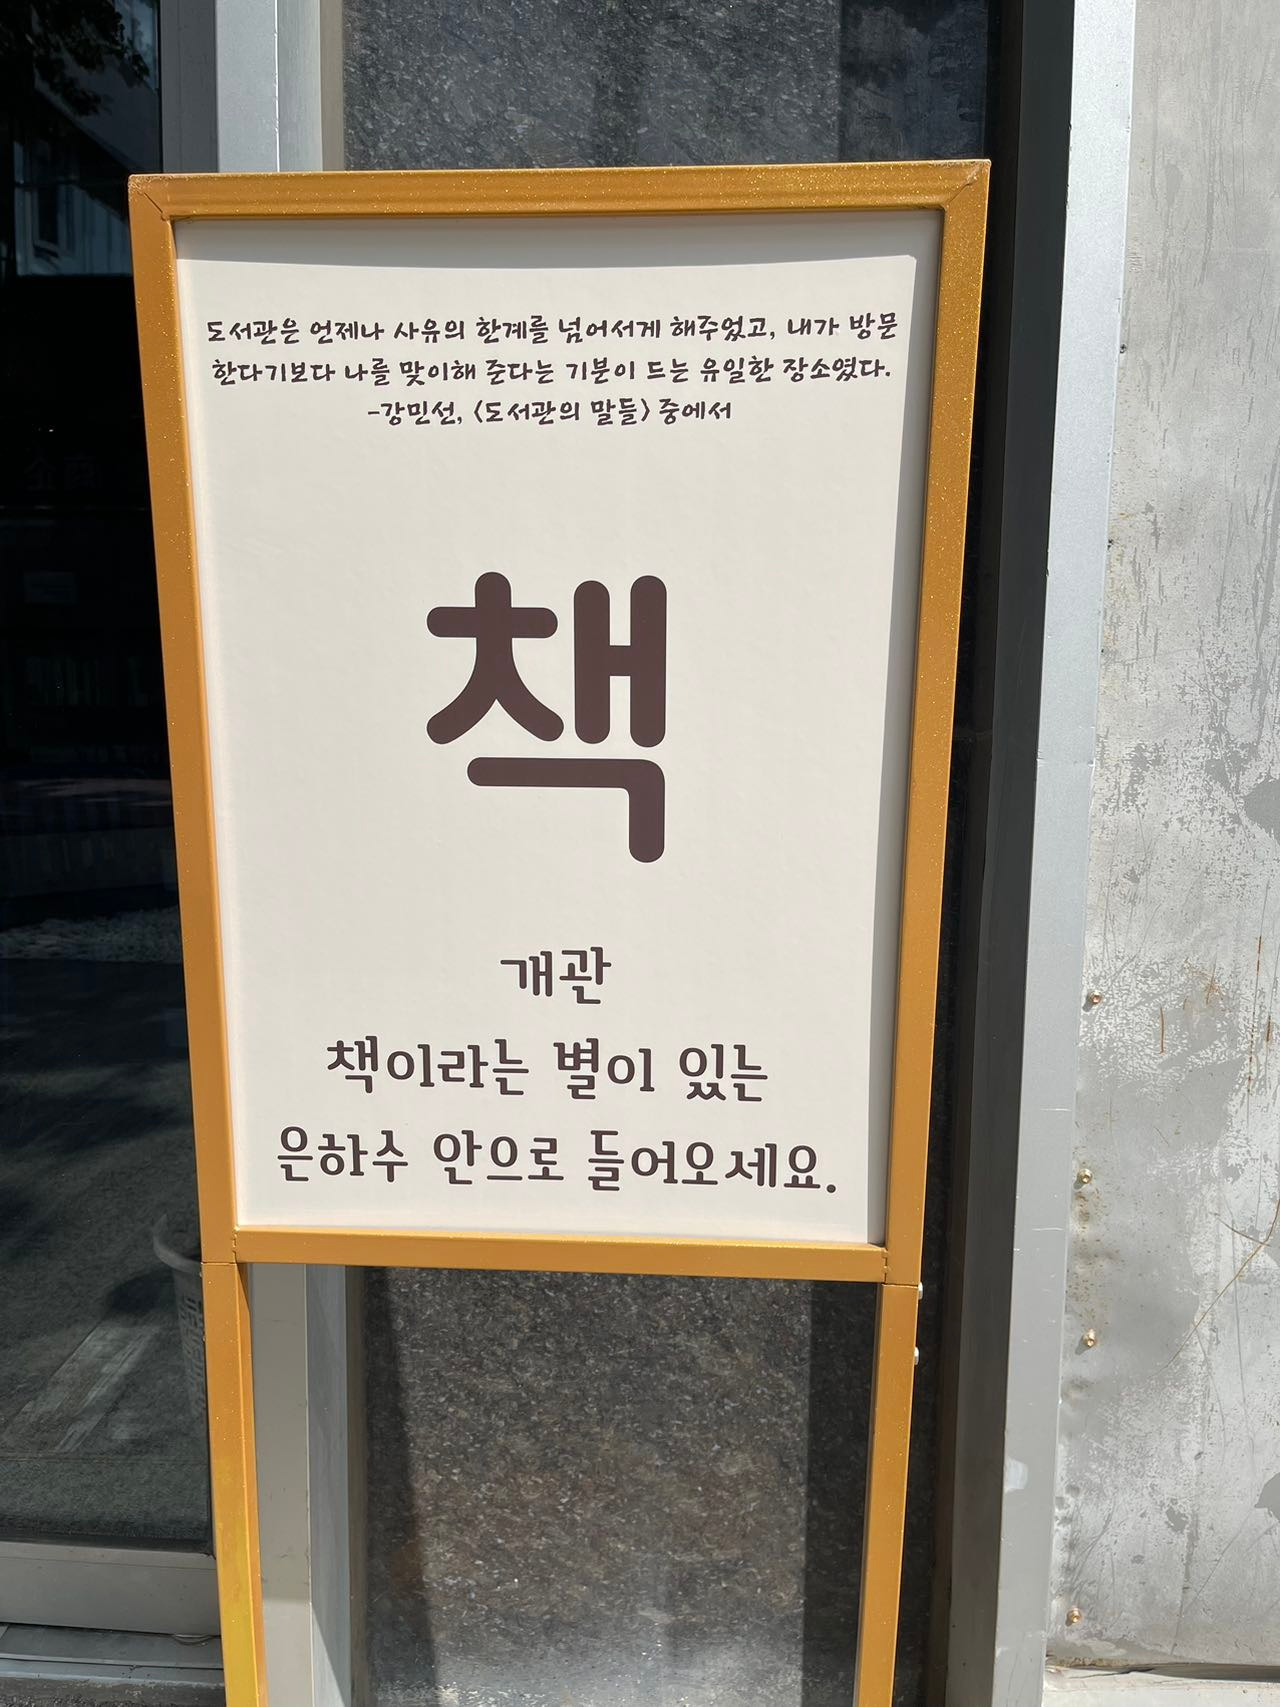 도서관은 언제나 사유의 한계를 넘어서게 해주었고, 내가 방문
한다기보다 나를 맞이해 준다는 기분이 드는 유일한 장소였다.
-강민선, <도서관의 말들> 중에서
책
개관
책이라는 별이 있는
은하수 안으로 들어오세요.